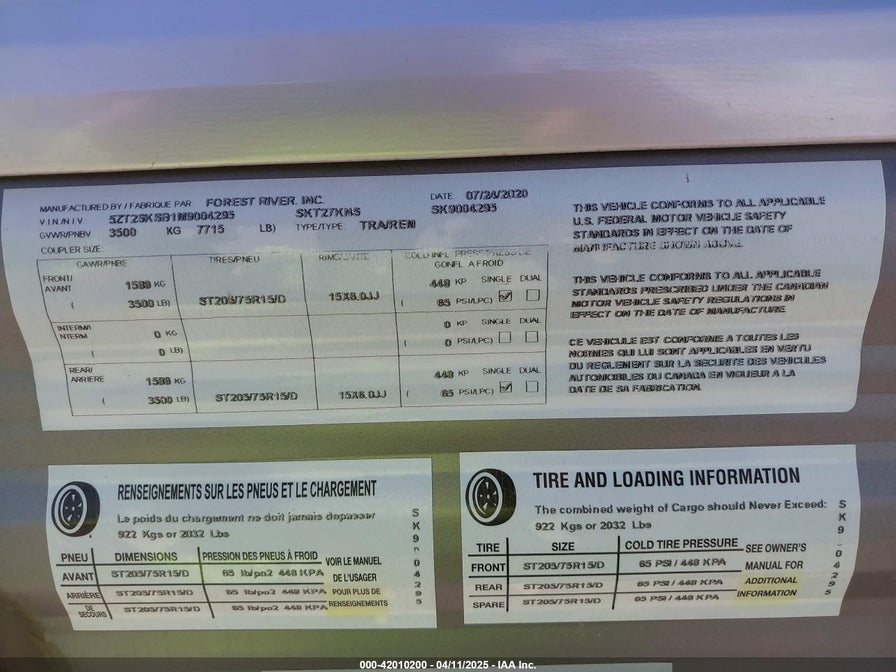 MANUFACTURED BY / FABRIQUE PAR FOREST RIVER, INC. DATE 07/24/2020
V I N / N I V 5ZT2SKSB1M9004295 SKT27KNS SK9004295
GVWR/PNBV 3500 KG 7715 LB) TYPE/TYPE TRA/REM
COUPLER SIZE
GAWR/PNBE TIRES/PNEU RIMS/JANTE COLD INFL PRESS/PRESS DE
GONFL A FROID
FRONT/ AVANT 1588 KG 448 KP SINGLE DUAL
( 3500 LB) ST205/75R15/D 15X6.0JJ ( 65 PSI/LPC)
INTERM/ NTERM 0 KG 0 KP SINGLE DUAL
( 0 LB) ( 0 PSI/LPC)
REAR/ ARRIERE 1588 KG 448 KP SINGLE DUAL
( 3500 LB) ST205/75R15/D 15X6.0JJ ( 65 PSI/LPC)
THIS VEHICLE CONFORMS TO ALL APPLICABLE
U.S. FEDERAL MOTOR VEHICLE SAFETY
STANDARDS IN EFFECT ON THE DATE OF
MANUFACTURE SHOWN ABOVE.
THIS VEHICLE CONFORMS TO ALL APPLICABLE
STANDARDS PRESCRIBED UNDER THE CANADIAN
MOTOR VEHICLE SAFETY REGULATIONS IN
EFFECT ON THE DATE OF MANUFACTURE
CE VEHICULE EST CONFORME A TOUTES LES
NORMES QUI LUI SONT APPLICABLES EN VERTU
DU REGLEMENT SUR LA SECURITE DES VEHICULES
AUTOMOBILES DU CANADA EN VIGUEUR A LA
DATE DE SA FABRICATION.
RENSEIGNEMENTS SUR LES PNEUS ET LE CHARGEMENT
Le poids du chargement ne doit jamais depasser
922 Kgs or 2032 Lbs
PNEU DIMENSIONS PRESSION DES PNEUS À FROID VOIR LE MANUEL
AVANT ST205/75R15/D 65 lb/po2 448 KPA DE L'USAGER
ARRIÈRE ST205/75R15/D 65 lb/po2 448 KPA POUR PLUS DE
DE SECOURS ST205/75R15/D 65 lb/po2 448 KPA RENSEIGNEMENTS
SK9004295
TIRE AND LOADING INFORMATION
The combined weight of Cargo should Never Exceed:
922 Kgs or 2032 Lbs
TIRE SIZE COLD TIRE PRESSURE SEE OWNER'S
FRONT ST205/75R15/D 65 PSI / 448 KPA MANUAL FOR
REAR ST205/75R15/D 65 PSI / 448 KPA ADDITIONAL
SPARE ST205/75R15/D 65 PSI / 448 KPA INFORMATION
SK9004295
000-42010200 - 04/11/2025 - IAA Inc.